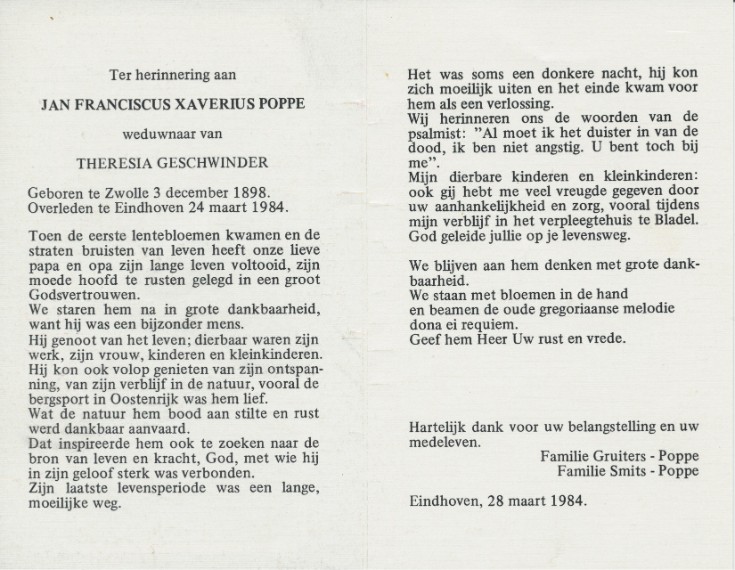 Ter herinnering aan
JAN FRANCISCUS XAVERIUS POPPE
weduwnaar van
THERESIA GESCHWINDER
Geboren te Zwolle 3 december 1898.
Overleden te Eindhoven 24 maart 1984.
Toen de eerste lentebloemen kwamen en de
straten bruisten van leven heeft onze lieve
papa en opa zijn lange leven voltooid, zijn
moede hoofd te rusten gelegd in een groot
Godsvertrouwen.
We staren hem na in grote dankbaarheid,
want hij was een bijzonder mens.
Hij genoot van het leven; dierbaar waren zijn
werk, zijn vrouw, kinderen en kleinkinderen.
Hij kon ook volop genieten van zijn ontspan-
ning, van zijn verblijf in de natuur, vooral de
bergsport in Oostenrijk was hem lief.
Wat de natuur hem bood aan stilte en rust
werd dankbaar aanvaard.
Dat inspireerde hem ook te zoeken naar de
bron van leven en kracht, God, met wie hij
in zijn geloof sterk was verbonden.
Zijn laatste levensperiode was een lange,
moeilijke weg.
Het was soms een donkere nacht, hij kon
zich moeilijk uiten en het einde kwam voor
hem als een verlossing.
Wij herinneren ons de woorden van de
psalmist: "Al moet ik het duister in van de
dood, ik ben niet angstig. U bent toch bij
me".
Mijn dierbare kinderen en kleinkinderen:
ook gij hebt me veel vreugde gegeven door
uw aanhankelijkheid en zorg, vooral tijdens
mijn verblijf in het verpleegtehuis te Bladel.
God geleide jullie op je levensweg.
We blijven aan hem denken met grote dank-
baarheid.
We staan met bloemen in de hand
en beamen de oude gregoriaanse melodie
dona ei requiem.
Geef hem Heer Uw rust en vrede.
Hartelijk dank voor uw belangstelling en uw
medeleven.
Familie Gruiters - Poppe
Familie Smits - Poppe
Eindhoven, 28 maart 1984.